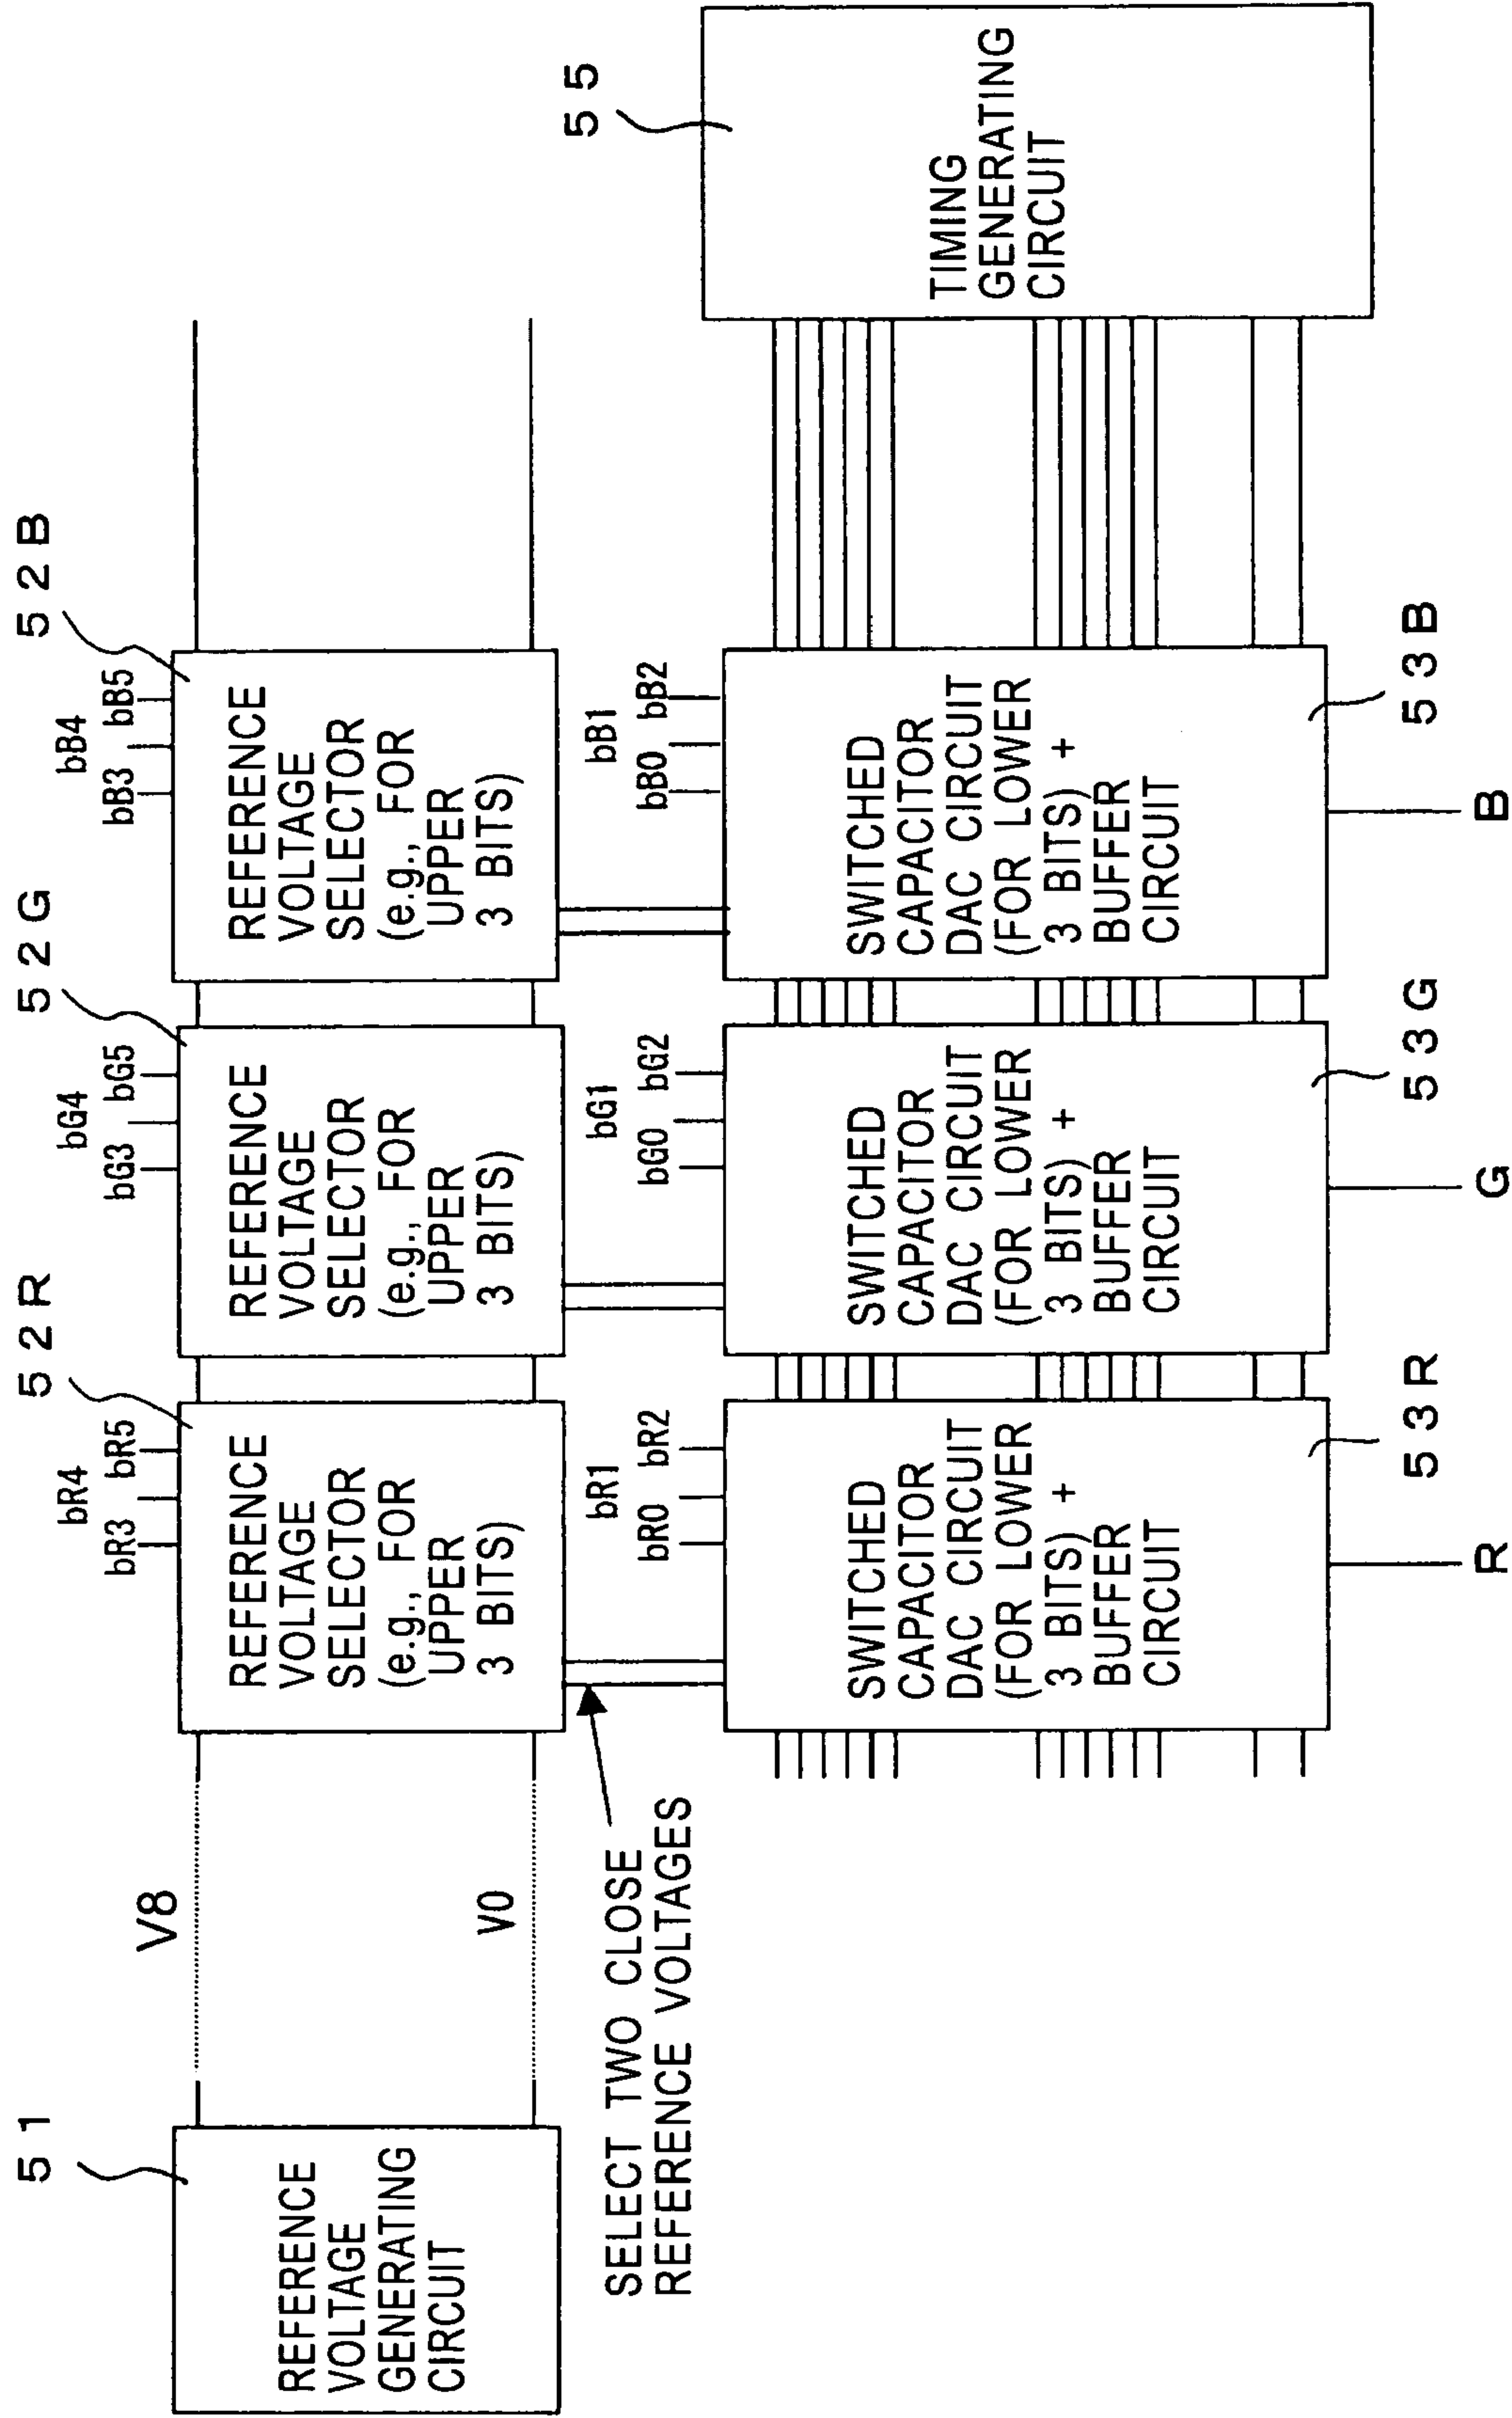 51
REFERENCE
VOLTAGE
GENERATING
CIRCUIT
V8
V0
SELECT TWO CLOSE
REFERENCE VOLTAGES
52R
bR4
bR3
bR5
REFERENCE
VOLTAGE
SELECTOR
(e.g., FOR
UPPER
3 BITS)
52G
bG4
bG3
bG5
REFERENCE
VOLTAGE
SELECTOR
(e.g., FOR
UPPER
3 BITS)
52B
bB4
bB3
bB5
REFERENCE
VOLTAGE
SELECTOR
(e.g., FOR
UPPER
3 BITS)
bR1
bR0
bR2
SWITCHED
CAPACITOR
DAC CIRCUIT
(FOR LOWER
3 BITS) +
BUFFER
CIRCUIT
53R
R
bG1
bG0
bG2
SWITCHED
CAPACITOR
DAC CIRCUIT
(FOR LOWER
3 BITS) +
BUFFER
CIRCUIT
53G
G
bB1
bB0
bB2
SWITCHED
CAPACITOR
DAC CIRCUIT
(FOR LOWER
3 BITS) +
BUFFER
CIRCUIT
53B
B
55
TIMING
GENERATING
CIRCUIT